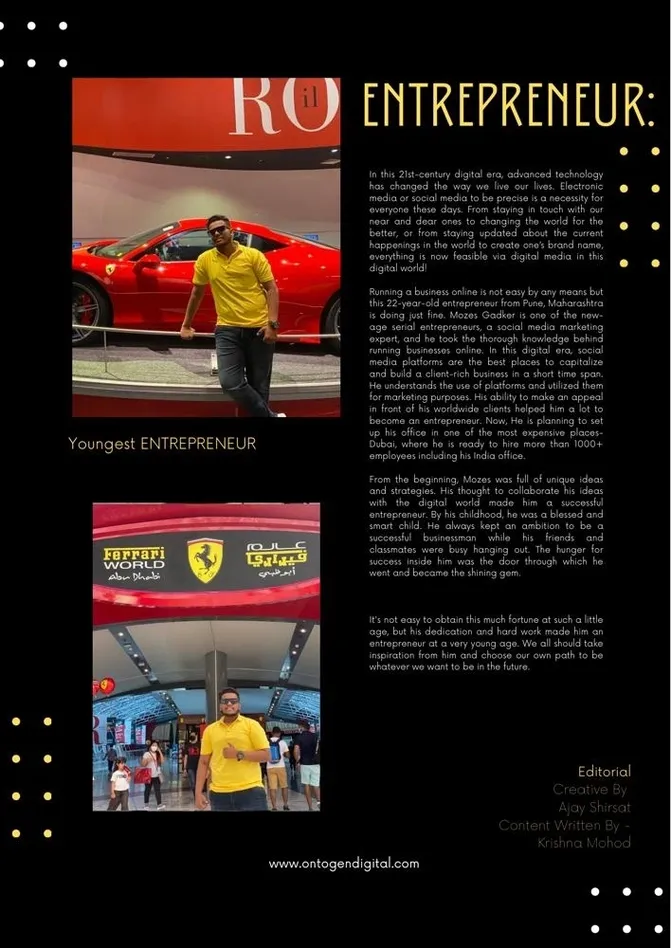 RO
il
ENTREPRENEUR:
In this 21st-century digital era, advanced technology
has changed the way we live our lives. Electronic
media or social media to be precise is a necessity for
everyone these days. From staying in touch with our
near and dear ones to changing the world for the
better, or from staying updated about the current
happenings in the world to create one's brand name,
everything is now feasible via digital media in this
digital world!
Running a business online is not easy by any means but
this 22-year-old entrepreneur from Pune, Maharashtra
is doing just fine. Mozes Gadker is one of the new-
age serial entrepreneurs, a social media marketing
expert, and he took the thorough knowledge behind
running businesses online. In this digital era, social
media platforms are the best places to capitalize
and build a client-rich business in a short time span.
He understands the use of platforms and utilized them
for marketing purposes. His ability to make an appeal
in front of his worldwide clients helped him a lot to
become an entrepreneur. Now, He is planning to set
up his office in one of the most expensive places-
Dubai, where he is ready to hire more than 1000+
employees including his India office.
From the beginning, Mozes was full of unique ideas
and strategies. His thought to collaborate his ideas
with the digital world made him a successful
entrepreneur. By his childhood, he was a blessed and
smart child. He always kept an ambition to be a
successful businessman while his friends and
classmates were busy hanging out. The hunger for
success inside him was the door through which he
went and became the shining gem.
It's not easy to obtain this much fortune at such a little
age, but his dedication and hard work made him an
entrepreneur at a very young age. We all should take
inspiration from him and choose our own path to be
whatever we want to be in the future.
Youngest ENTREPRENEUR
Ferrari
WORLD
Abu Dhabi
عالم
فيراري
أبوظبي
Editorial
Creative By
Ajay Shirsat
Content Written By -
Krishna Mohod
www.ontogendigital.com